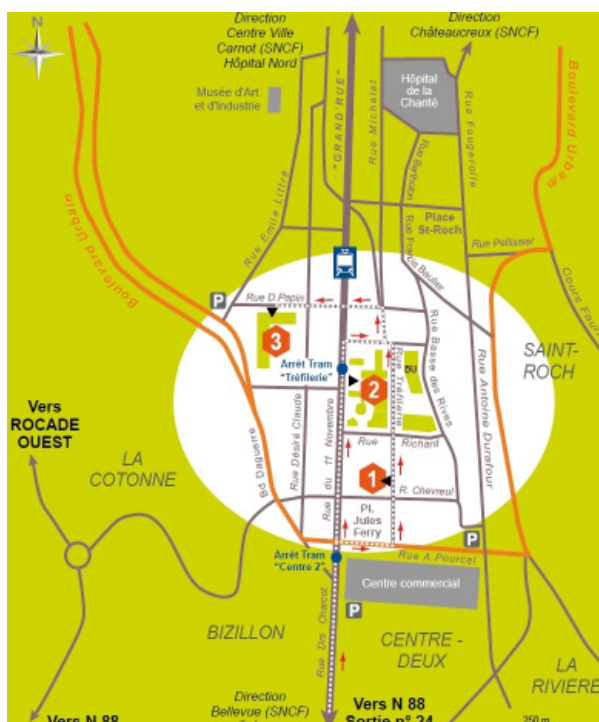 Direction
Centre Ville
Carnot (SNCF)
Hôpital Nord
Direction
Châteaucreux (SNCF)
N
Musée d'Art
et d'Industrie
"GRAND'RUE"
Rue Michelet
Hôpital
de la
Charité
Rue Fougerolle
Boulevard Urbain
Boulevard Urbain
Rue Emile Littré
Rue Barthelon
Place
St-Roch
Rue Francis Baulier
Rue Pellissier
Cours Fauriel
P
Rue D.Papin
3
Arrêt Tram
"Tréfilerie"
2
BU
Rue Tréfilerie
Rue Basse des Rives
SAINT-
ROCH
Rue Antoine Durafour
Vers
ROCADE
OUEST
LA
COTONNE
Bd Daguerre
Rue Désiré Claude
Rue du 11 Novembre
Rue Richard
1
R. Chevreul
Pl.
Jules
Ferry
P
Arrêt Tram
"Centre 2"
Rue A.Pourcel
Centre commercial
P
Rue Drs Charcot
BIZILLON
CENTRE -
DEUX
LA
RIVIERE
Direction
Bellevue (SNCF)
Vers N 88
Sortie n° 24
Vers N 88
250 m